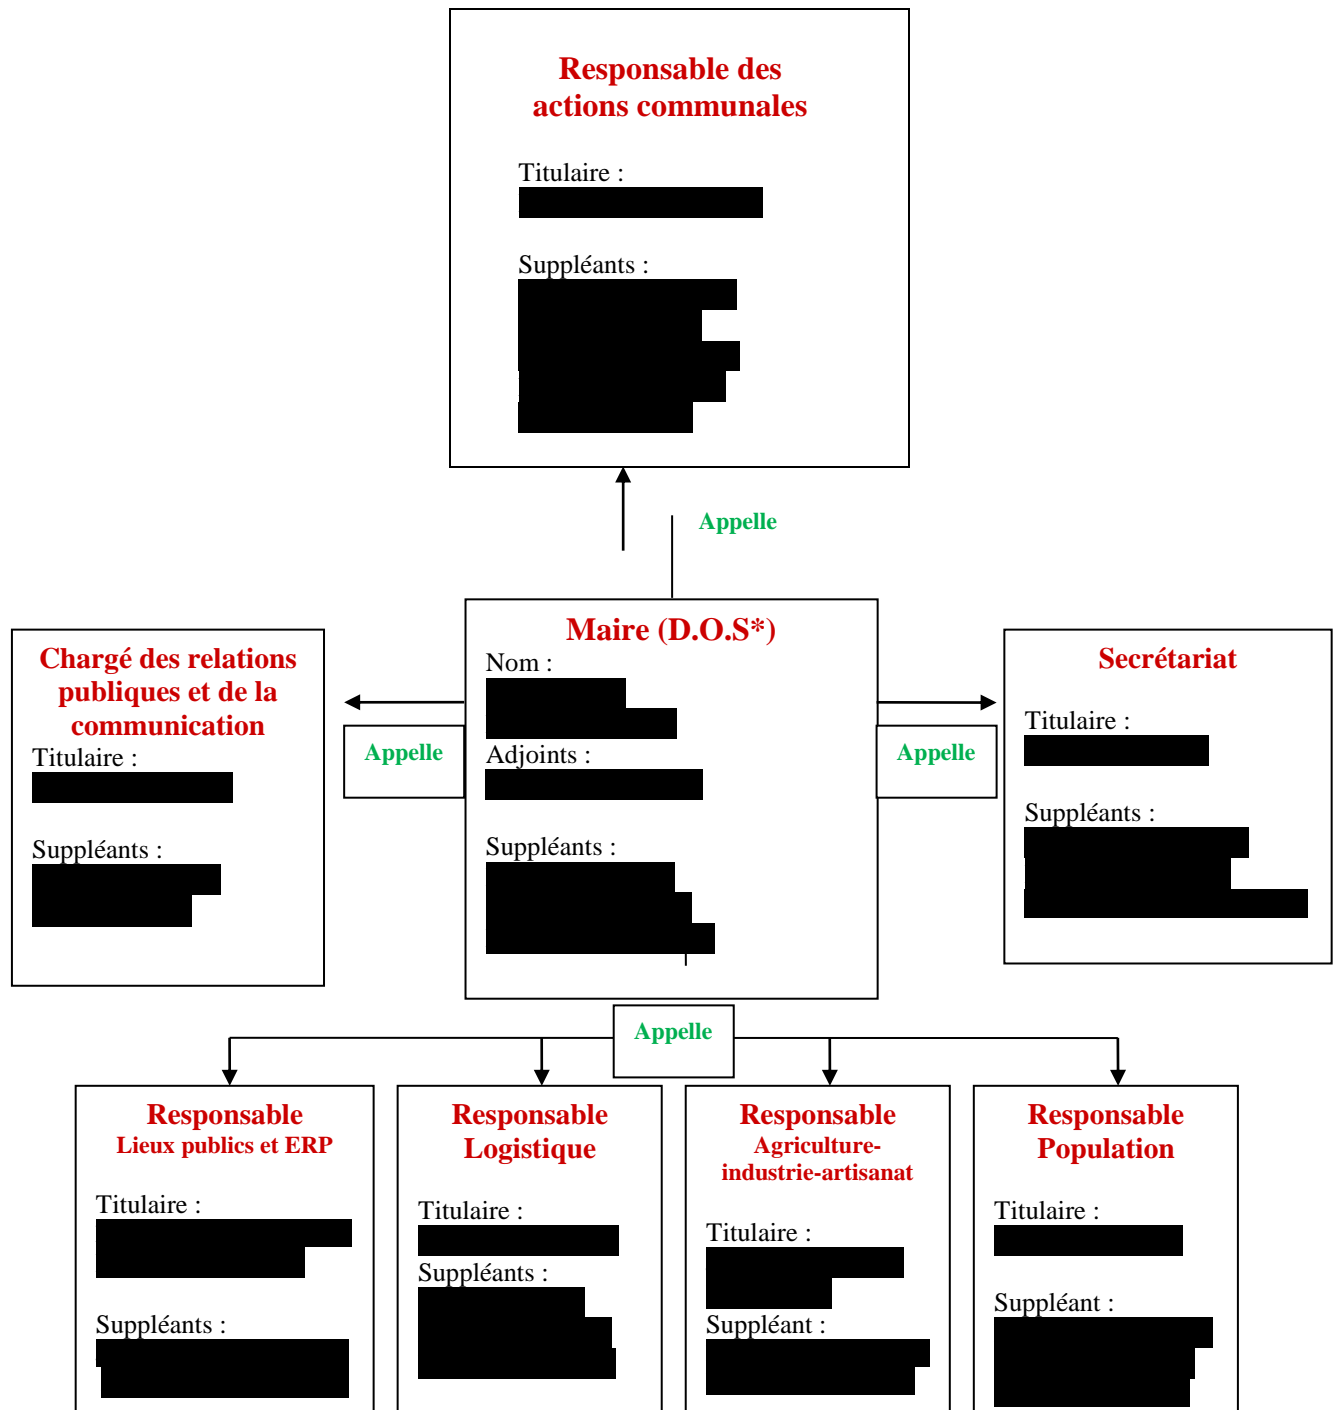 Responsable des
actions communales
Titulaire :
Suppléants :
Appelle
Chargé des relations
publiques et de la
communication
Titulaire :
Suppléants :
Appelle
Maire (D.O.S*)
Nom :
Adjoints :
Suppléants :
Appelle
Secrétariat
Titulaire :
Suppléants :
Appelle
Responsable
Lieux publics et ERP
Titulaire :
Suppléants :
Responsable
Logistique
Titulaire :
Suppléants :
Responsable
Agriculture-
industrie-artisanat
Titulaire :
Suppléant :
Responsable
Population
Titulaire :
Suppléant :